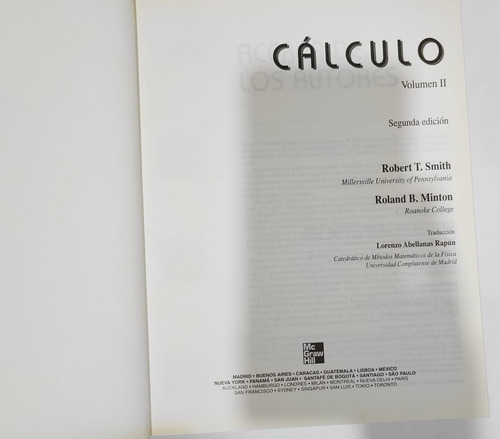 CÁLCULO
Volumen II
Segunda edición
Robert T. Smith
Millersville University of Pennsylvania
Roland B. Minton
Roanoke College
Traducción
Lorenzo Abellanas Rapún
Catedrático de Métodos Matemáticos de la Física
Universidad Complutense de Madrid
Mc
Graw
Hill
MADRID • BUENOS AIRES • CARACAS • GUATEMALA • LISBOA • MÉXICO
NUEVA YORK • PANAMÁ • SAN JUAN • SANTAFÉ DE BOGOTÁ • SANTIAGO • SÃO PAULO
AUCKLAND • HAMBURGO • LONDRES • MILÁN • MONTREAL • NUEVA DELHI • PARÍS
SAN FRANCISCO • SYDNEY • SINGAPUR • SAN LUIS • TOKIO • TORONTO